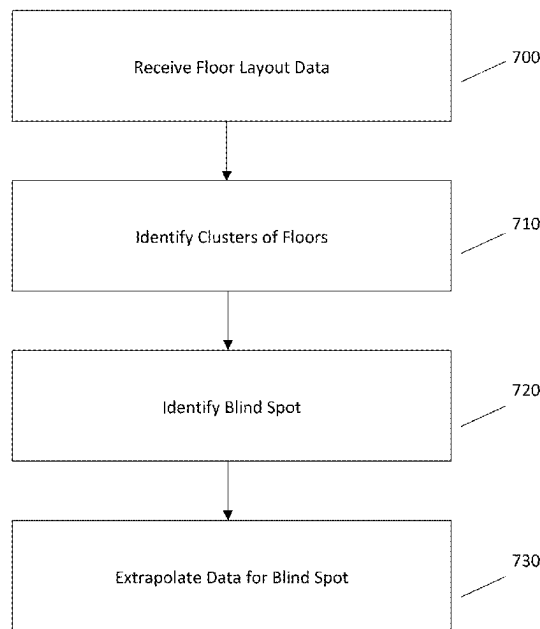 Receive Floor Layout Data
700
Identify Clusters of Floors
710
Identify Blind Spot
720
Extrapolate Data for Blind Spot
730